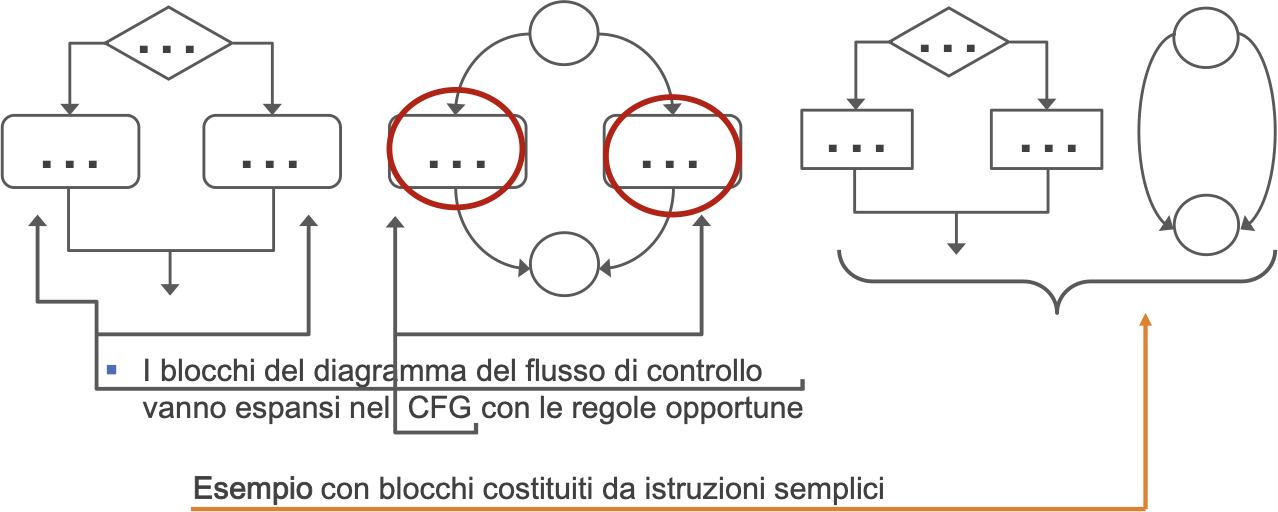 ...
...
...
...
...
...
...
...
I blocchi del diagramma del flusso di controllo
vanno espansi nel CFG con le regole opportune
Esempio con blocchi costituiti da istruzioni semplici